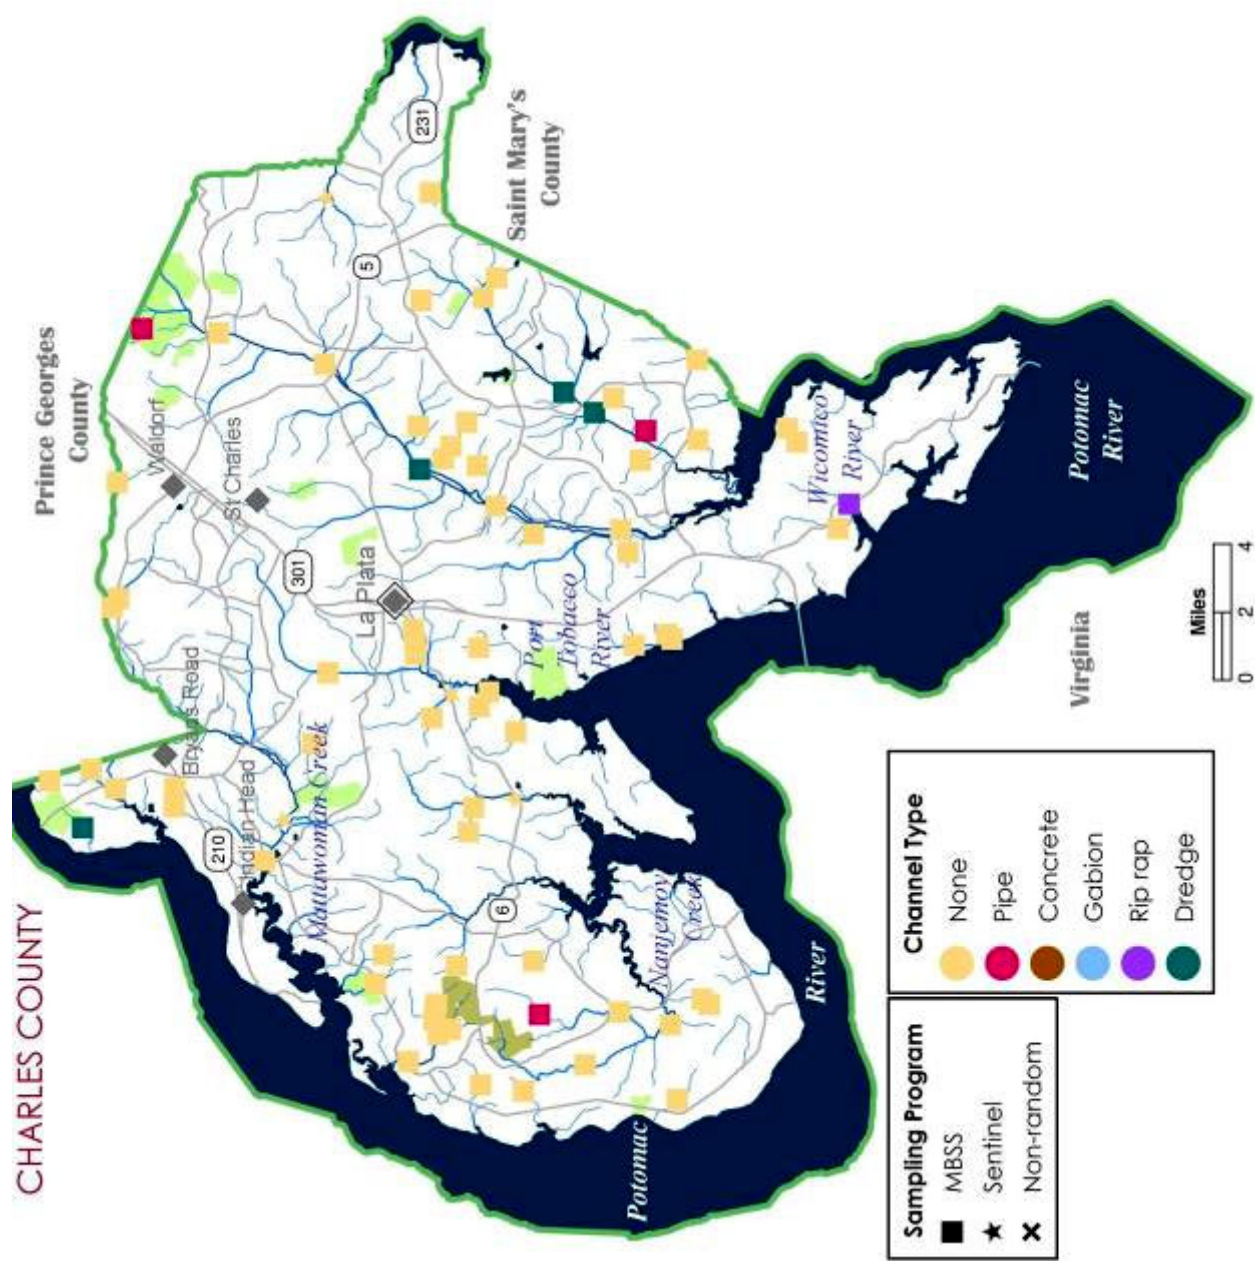 CHARLES COUNTY
Prince Georges
County
Waldorf
St Charles
Bryans Road
Indian Head
210
301
La Plata
5
231
Saint Mary's
County
Mattawoman Creek
Port
Tobacco
River
6
Nanjemoy
Creek
Wicomico
River
Potomac
River
Potomac
River
Virginia
Miles
0 2 4
Sampling Program
MBSS
Sentinel
Non-random
Channel Type
None
Pipe
Concrete
Gabion
Rip rap
Dredge